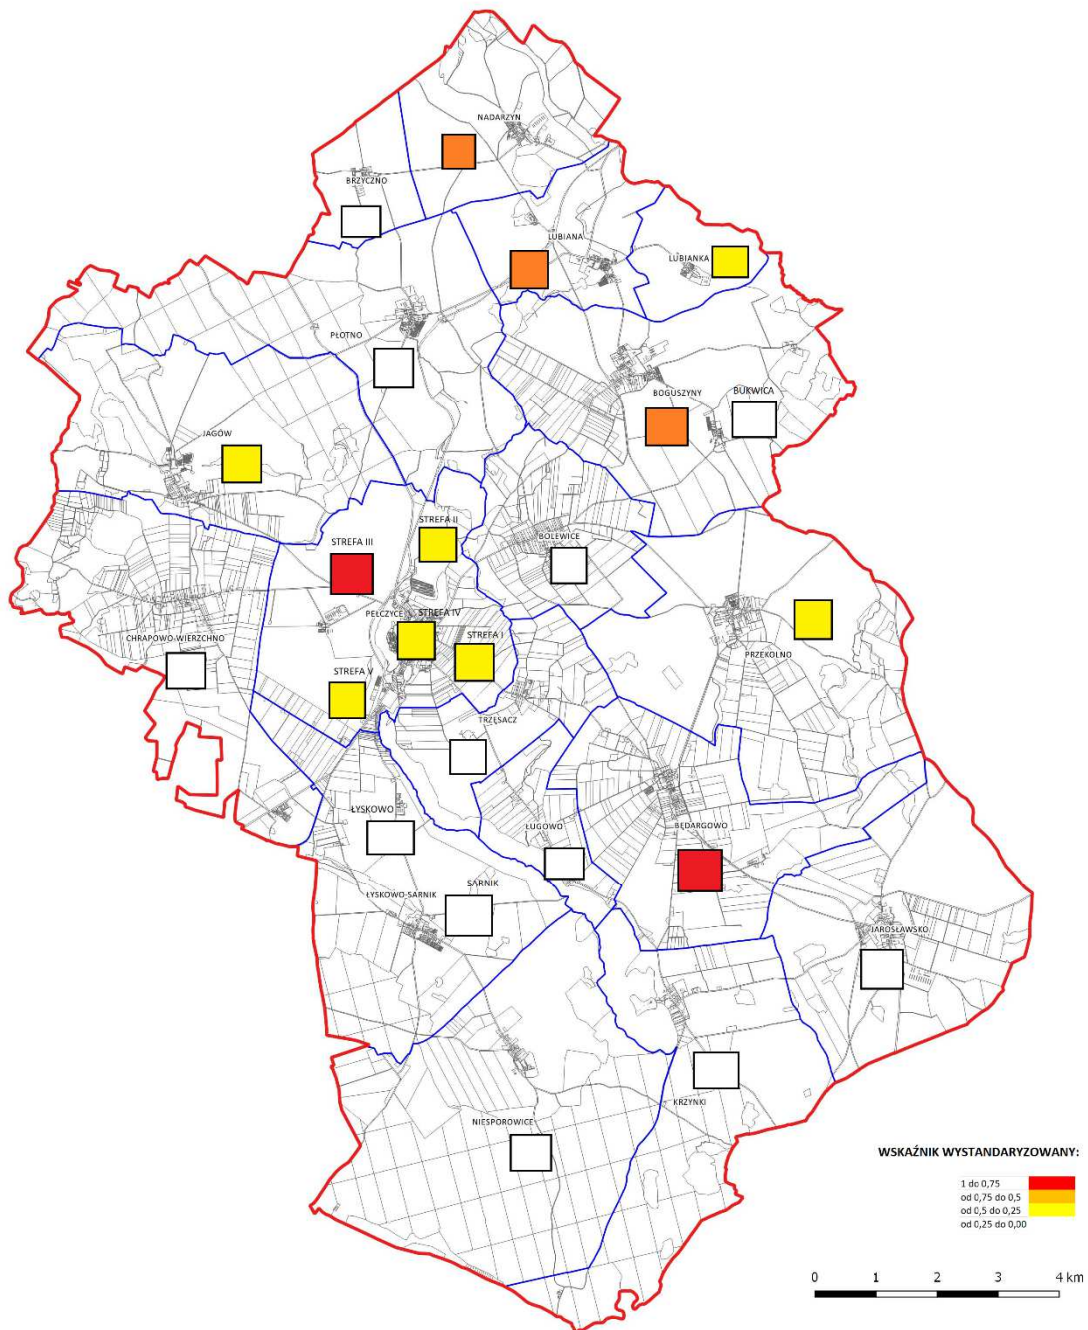 NADARZYN
BRZYCZNO
LUBIANA
LUBIANKA
PŁOTNO
BOGUSZYNY
BUKWICA
JAGÓW
STREFA II
STREFA III
BOLEWICE
PEŁCZYCE
STREFA IV
STREFA I
CHRAPOWO-WIERZCHNO
PRZEKOLNO
STREFA V
TRZĘSACZ
ŁYSKOWO
ŁUGOWO
BĘDARGOWO
SARNIK
ŁYSKOWO-SARNIK
JAROSŁAWSKO
KRZYNKI
NIESPOROWICE
WSKAŹNIK WYSTANDARYZOWANY:
1 do 0,75
od 0,75 do 0,5
od 0,5 do 0,25
od 0,25 do 0,00
0 1 2 3 4 km